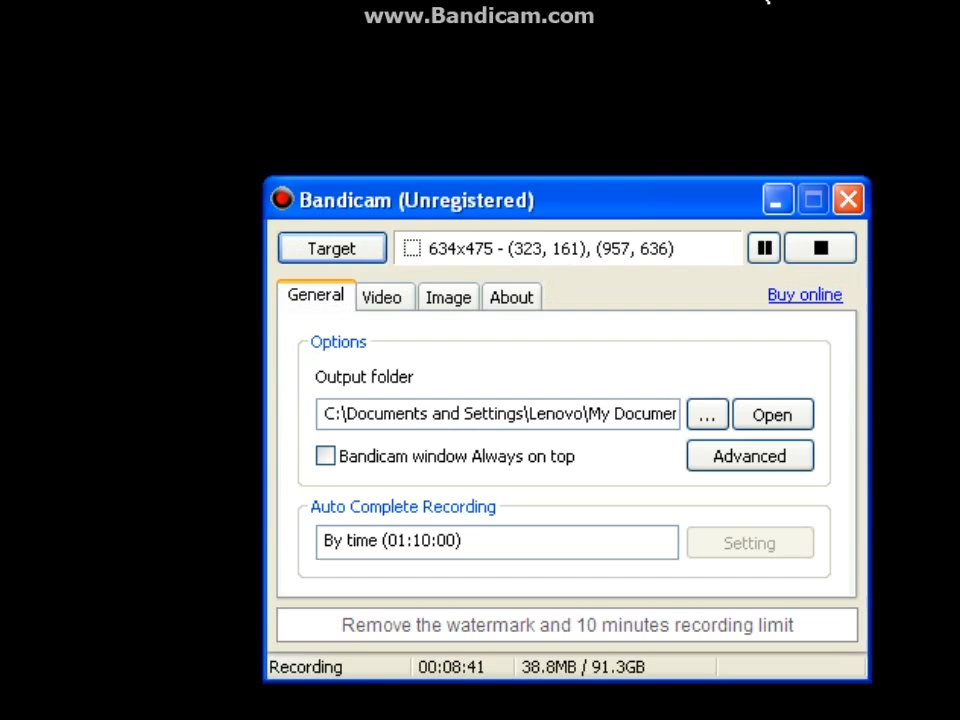 www.Bandicam.com
Bandicam (Unregistered)
Target
634x475 - (323, 161), (957, 636)
General
Video
Image
About
Buy online
Options
Output folder
C:\Documents and Settings\Lenovo\My Documer
...
Open
Bandicam window Always on top
Advanced
Auto Complete Recording
By time (01:10:00)
Setting
Remove the watermark and 10 minutes recording limit
Recording
00:08:41
38.8MB / 91.3GB